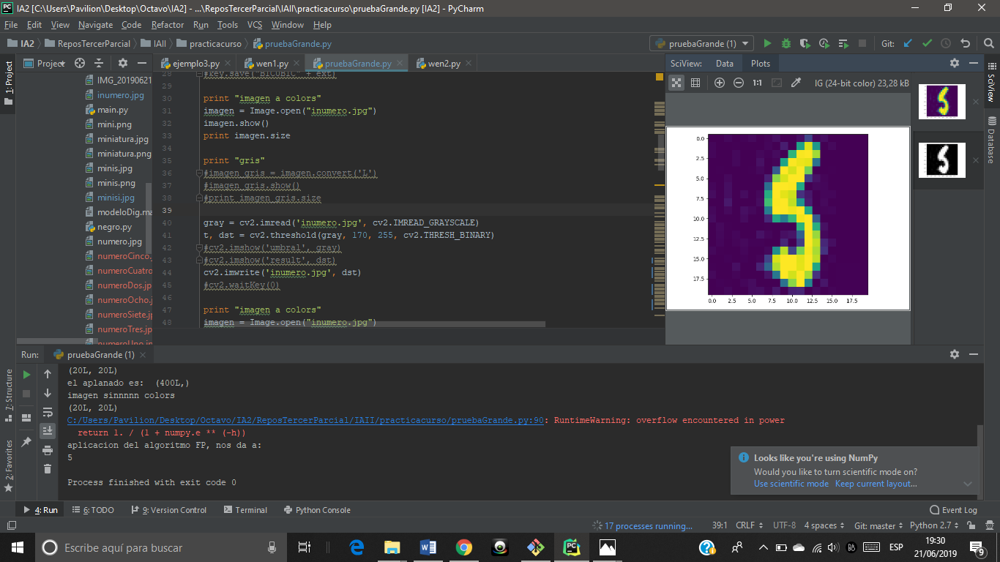 IA2 [C:\Users\Pavilion\Desktop\Octavo\IA2] - ...\ReposTercerParcial\IAII\practicacurso\pruebaGrande.py [IA2] - PyCharm
File Edit View Navigate Code Refactor Run Tools VCS Window Help
IA2 ReposTercerParcial IAII practicacurso pruebaGrande.py
pruebaGrande (1) Git:
1: Project
Project
ejemplo3.py wen1.py pruebaGrande.py wen2.py
SciView: Data Plots
1:1 IG (24-bit color) 23,28 kB
SciView
Database
IMG_20190621
inumero.jpg
main.py
mini.png
miniatura.jpg
miniatura.png
minis.jpg
minis.png
minisi.jpg
modeloDig.ma
negro.py
numero.jpg
numeroCinco.
numeroCuatro
numeroDos.jp
numeroOcho.
numeroSiete.jp
numeroTres.jp
numeroUno.jp
28 #key.save("BICUBIC" + ext)
29
30 print "imagen a colors"
31 imagen = Image.open("inumero.jpg")
32 imagen.show()
33 print imagen.size
34
35 print "gris"
36 #imagen_gris = imagen.convert('L')
37 #imagen_gris.show()
38 #print imagen_gris.size
39
40 gray = cv2.imread('inumero.jpg', cv2.IMREAD_GRAYSCALE)
41 t, dst = cv2.threshold(gray, 170, 255, cv2.THRESH_BINARY)
42 #cv2.imshow('umbral', gray)
43 #cv2.imshow('result', dst)
44 cv2.imwrite('inumero.jpg', dst)
45 #cv2.waitKey(0)
46
47 print "imagen a colors"
48 imagen = Image.open("inumero.jpg")
0.0
2.5
5.0
7.5
10.0
12.5
15.0
17.5
0.0 2.5 5.0 7.5 10.0 12.5 15.0 17.5
Run: pruebaGrande (1)
7: Structure
2: Favorites
(20L, 20L)
el aplanado es:  (400L,)
imagen sinnnnn colors
(20L, 20L)
C:/Users/Pavilion/Desktop/Octavo/IA2/ReposTercerParcial/IAII/practicacurso/pruebaGrande.py:90: RuntimeWarning: overflow encountered in power
return 1. / (1 + numpy.e ** (-h))
aplicacion del algoritmo FP, nos da a:
5
Process finished with exit code 0
Looks like you're using NumPy
Would you like to turn scientific mode on?
Use scientific mode Keep current layout...
4: Run 6: TODO 9: Version Control Terminal Python Console Event Log
17 processes running... 39:1 CRLF UTF-8 4 spaces Git: master Python 2.7
Escribe aquí para buscar
ESP
19:30
21/06/2019
9